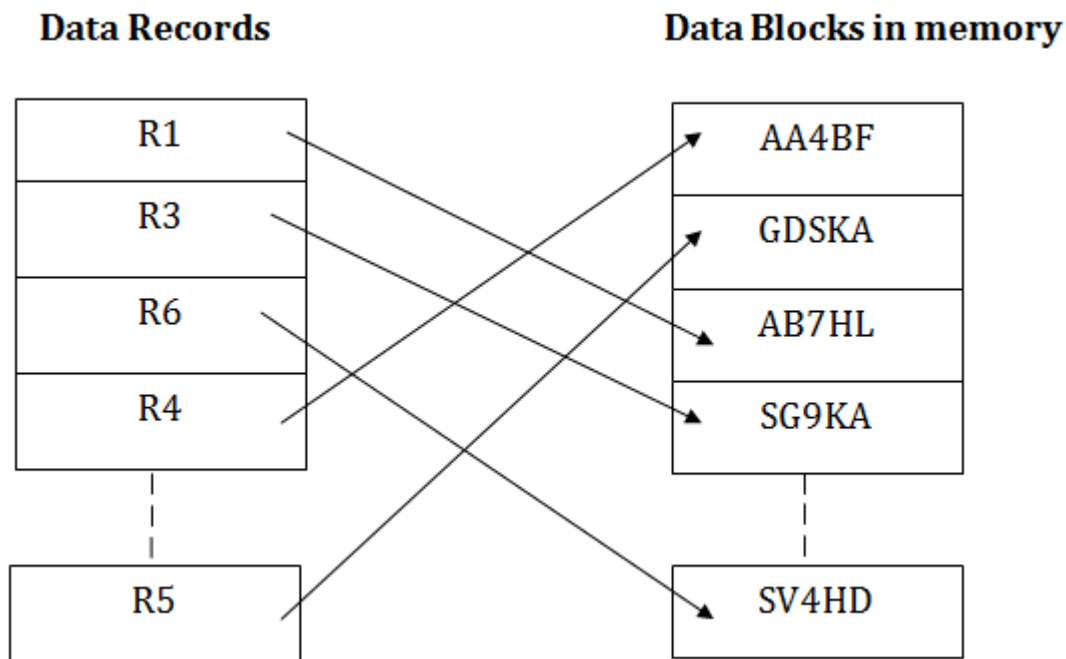 Data Records
Data Blocks in memory
R1
R3
R6
R4
R5
AA4BF
GDSKA
AB7HL
SG9KA
SV4HD